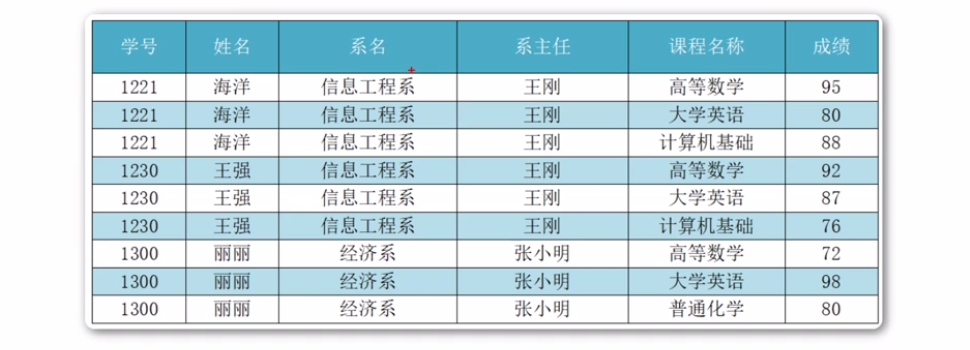 学号 姓名 系名 系主任 课程名称 成绩
1221 海洋 信息工程系 王刚 高等数学 95
1221 海洋 信息工程系 王刚 大学英语 80
1221 海洋 信息工程系 王刚 计算机基础 88
1230 王强 信息工程系 王刚 高等数学 92
1230 王强 信息工程系 王刚 大学英语 87
1230 王强 信息工程系 王刚 计算机基础 76
1300 丽丽 经济系 张小明 高等数学 72
1300 丽丽 经济系 张小明 大学英语 98
1300 丽丽 经济系 张小明 普通化学 80